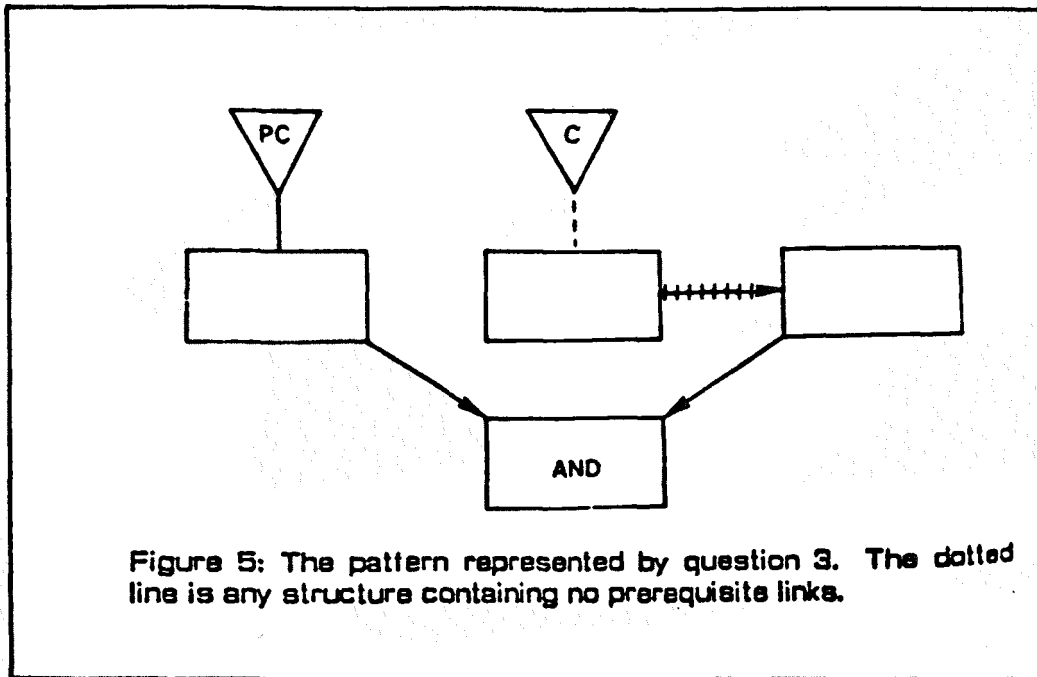 PC
C
AND
Figure 5: The pattern represented by question 3. The dotted
line is any structure containing no prerequisite links.